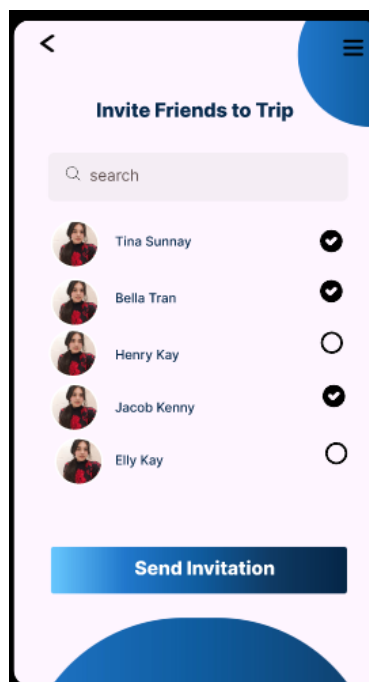 Invite Friends to Trip
search
Tina Sunnay
Bella Tran
Henry Kay
Jacob Kenny
Elly Kay
Send Invitation